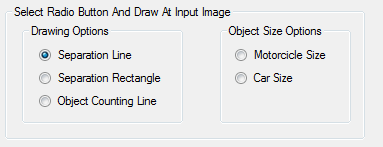 Select Radio Button And Draw At Input Image
Drawing Options
Separation Line
Separation Rectangle
Object Counting Line
Object Size Options
Motorcicle Size
Car Size